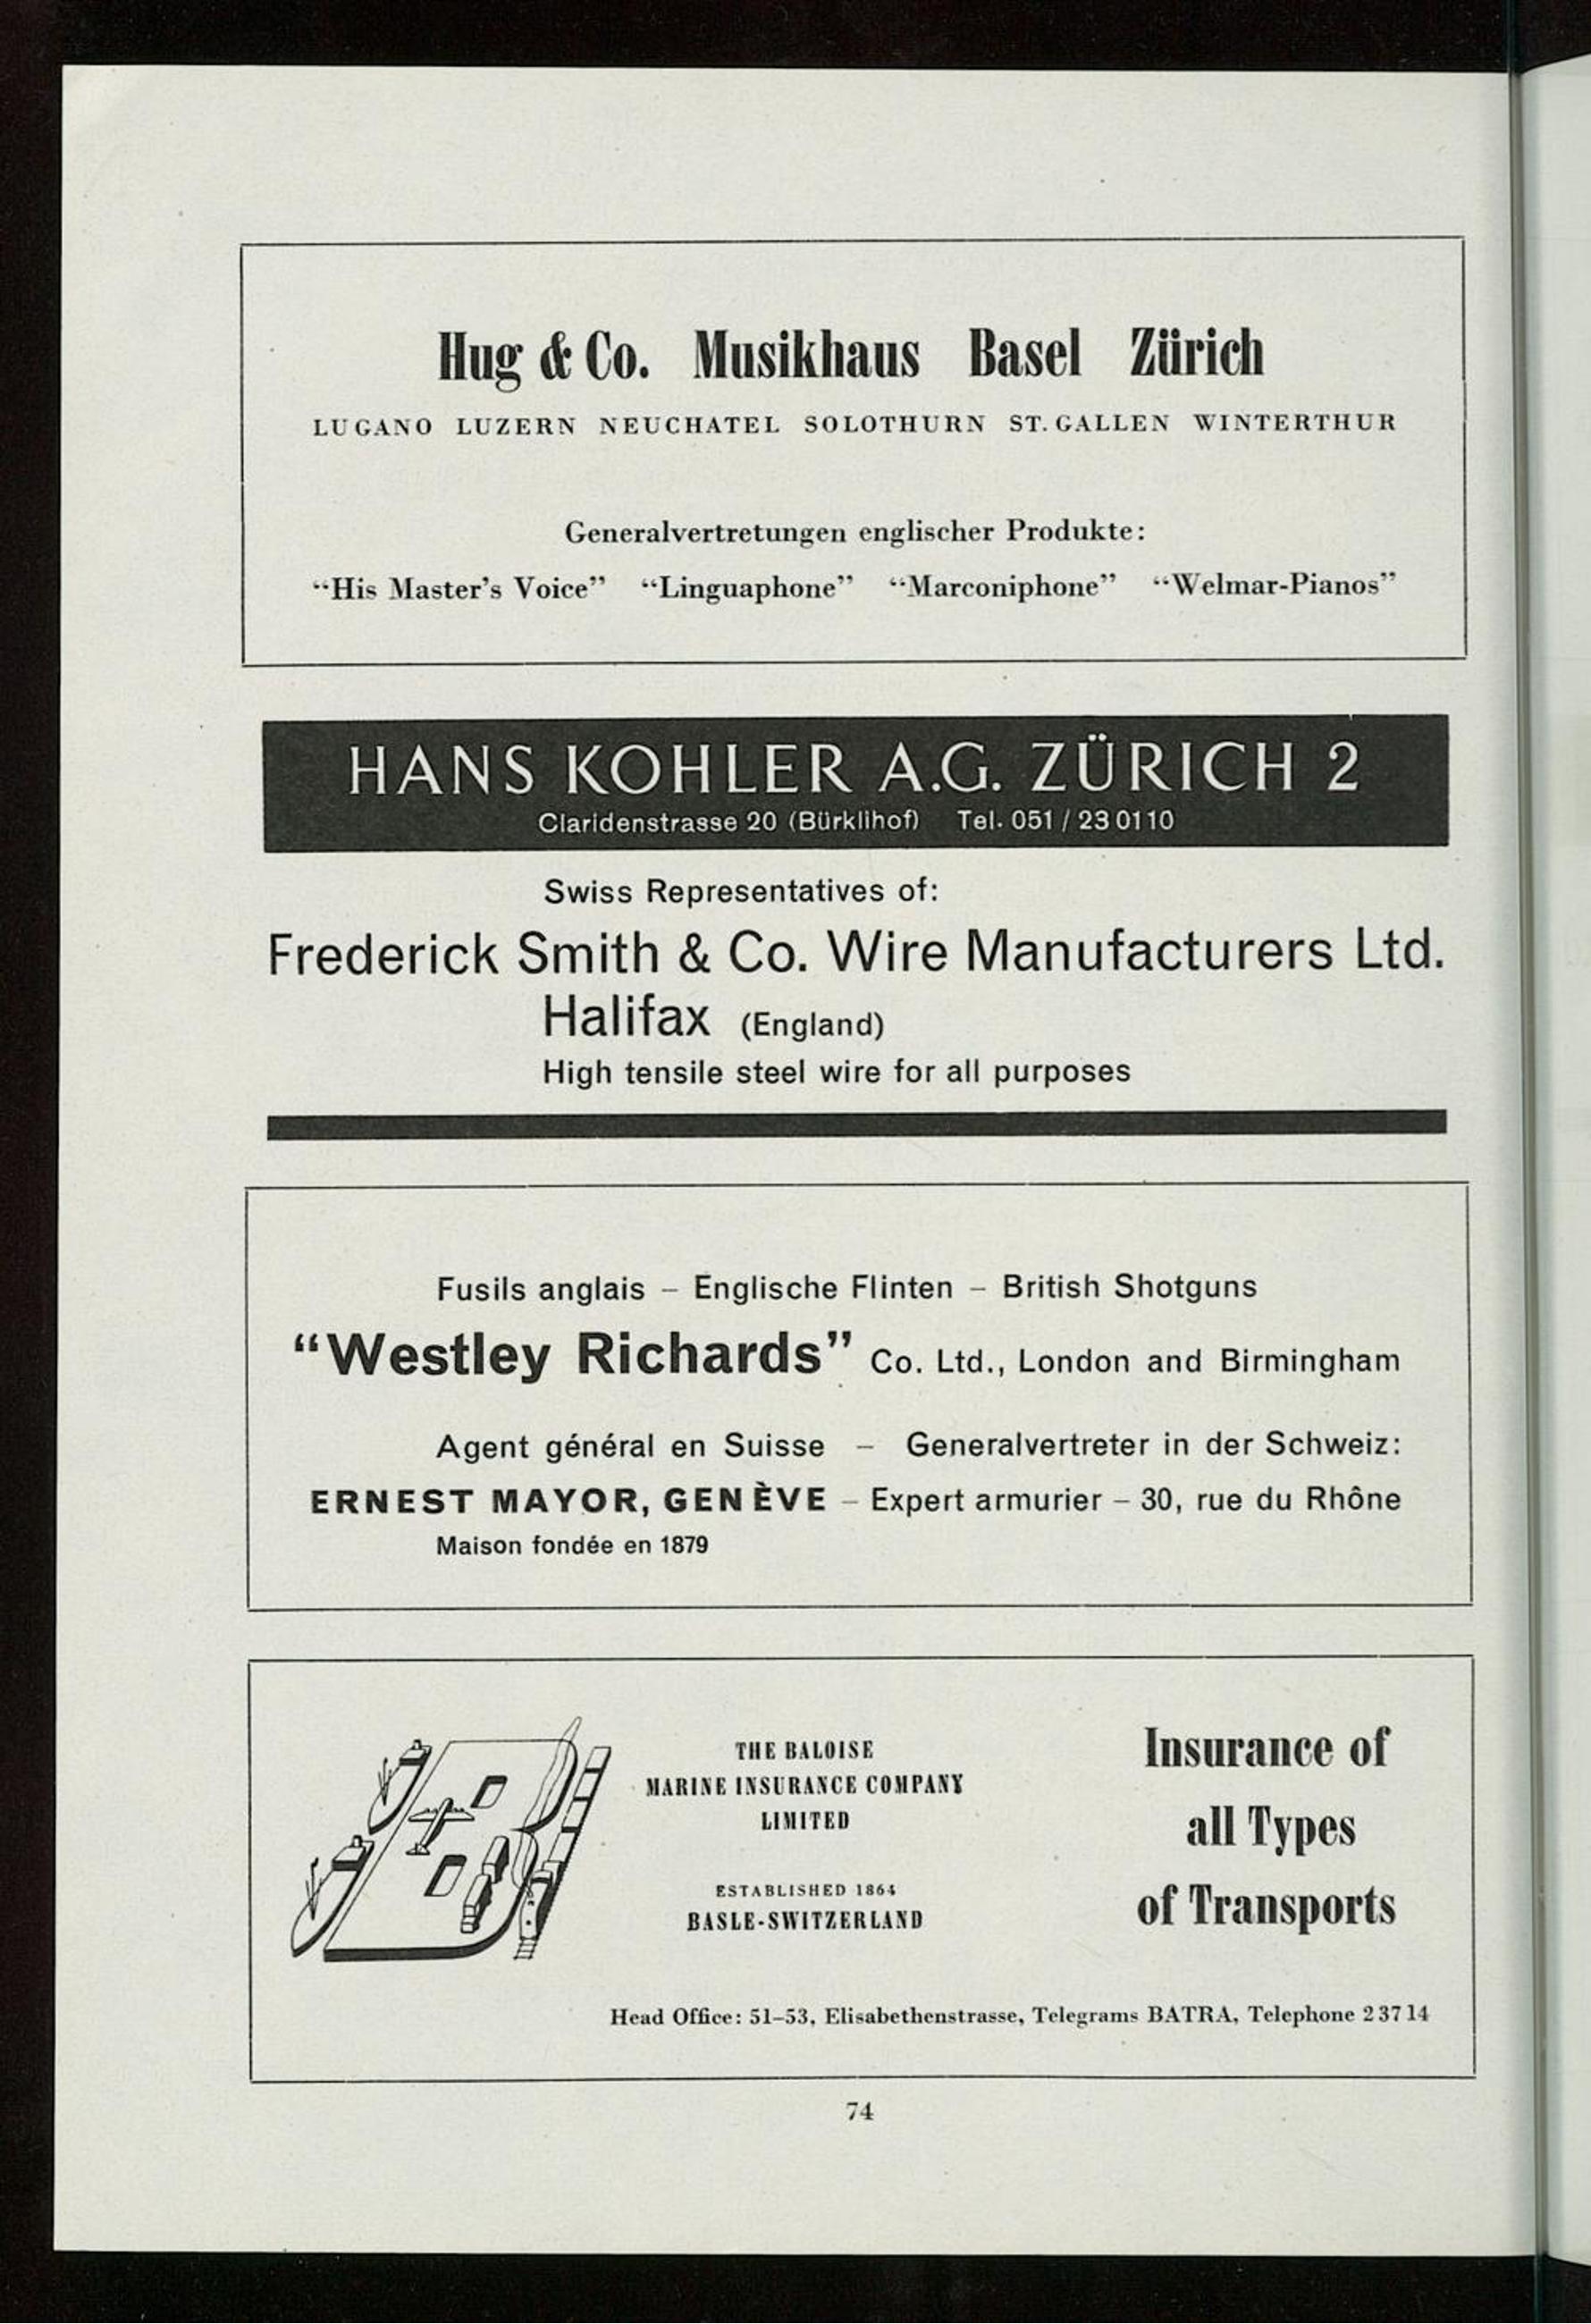 Hug & Co. Musikhaus Basel Zürich
LUGANO LUZERN NEUCHATEL SOLOTHURN ST. GALLEN WINTERTHUR
Generalvertretungen englischer Produkte:
“His Master’s Voice” “Linguaphone” “Marconiphone” “Welmar-Pianos”
HANS KOHLER A.G. ZÜRICH 2
Claridenstrasse 20 (Bürklihof) Tel. 051 / 23 01 10
Swiss Representatives of:
Frederick Smith & Co. Wire Manufacturers Ltd.
Halifax (England)
High tensile steel wire for all purposes
Fusils anglais – Englische Flinten – British Shotguns
“Westley Richards” Co. Ltd., London and Birmingham
Agent général en Suisse – Generalvertreter in der Schweiz:
ERNEST MAYOR, GENÈVE – Expert armurier – 30, rue du Rhône
Maison fondée en 1879
THE BALOISE
MARINE INSURANCE COMPANY
LIMITED
ESTABLISHED 1864
BASLE-SWITZERLAND
Insurance of
all Types
of Transports
Head Office: 51–53, Elisabethenstrasse, Telegrams BATRA, Telephone 2 37 14
74